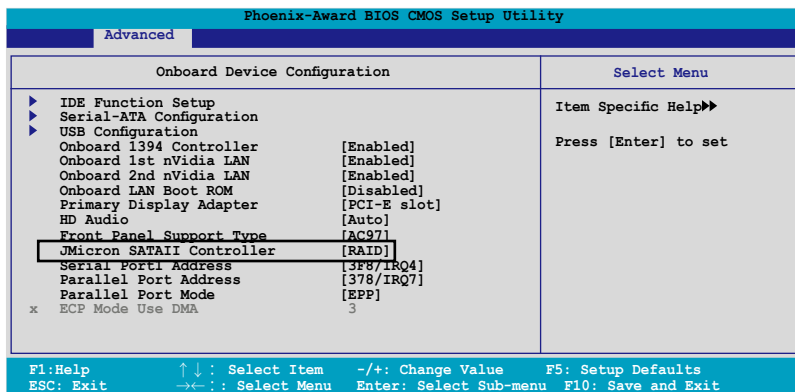 Phoenix-Award BIOS CMOS Setup Utility
Advanced
Onboard Device Configuration
Select Menu
IDE Function Setup
Serial-ATA Configuration
USB Configuration
Onboard 1394 Controller [Enabled]
Onboard 1st nVidia LAN [Enabled]
Onboard 2nd nVidia LAN [Enabled]
Onboard LAN Boot ROM [Disabled]
Primary Display Adapter [PCI-E slot]
HD Audio [Auto]
Front Panel Support Type [AC97]
JMicron SATAII Controller [RAID]
Serial Port1 Address [3F8/IRQ4]
Parallel Port Address [378/IRQ7]
Parallel Port Mode [EPP]
x ECP Mode Use DMA 3
Item Specific Help
Press [Enter] to set
F1:Help ↑↓: Select Item -/+: Change Value F5: Setup Defaults
ESC: Exit →←: Select Menu Enter: Select Sub-menu F10: Save and Exit